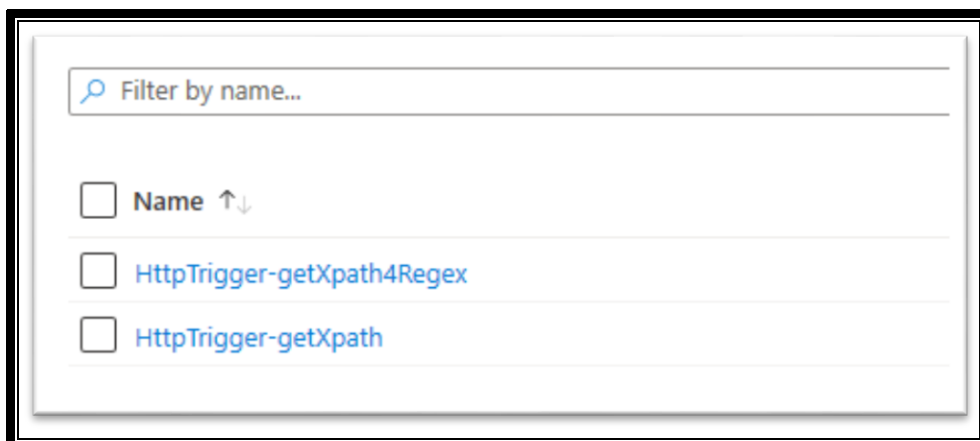 Filter by name...
Name ↑↓
HttpTrigger-getXpath4Regex
HttpTrigger-getXpath